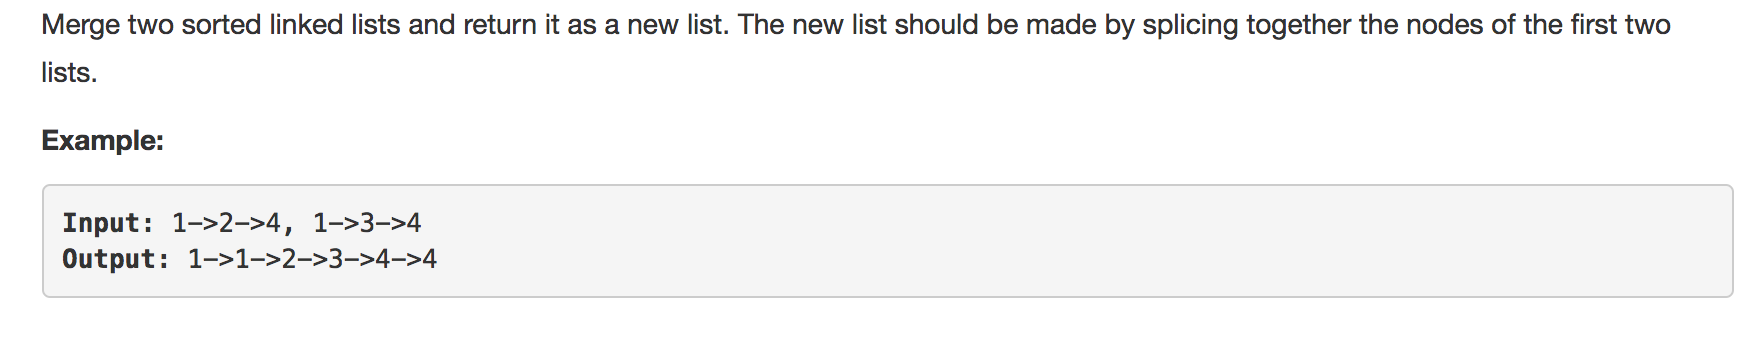 Merge two sorted linked lists and return it as a new list. The new list should be made by splicing together the nodes of the first two
lists.
Example:
Input: 1->2->4, 1->3->4
Output: 1->1->2->3->4->4